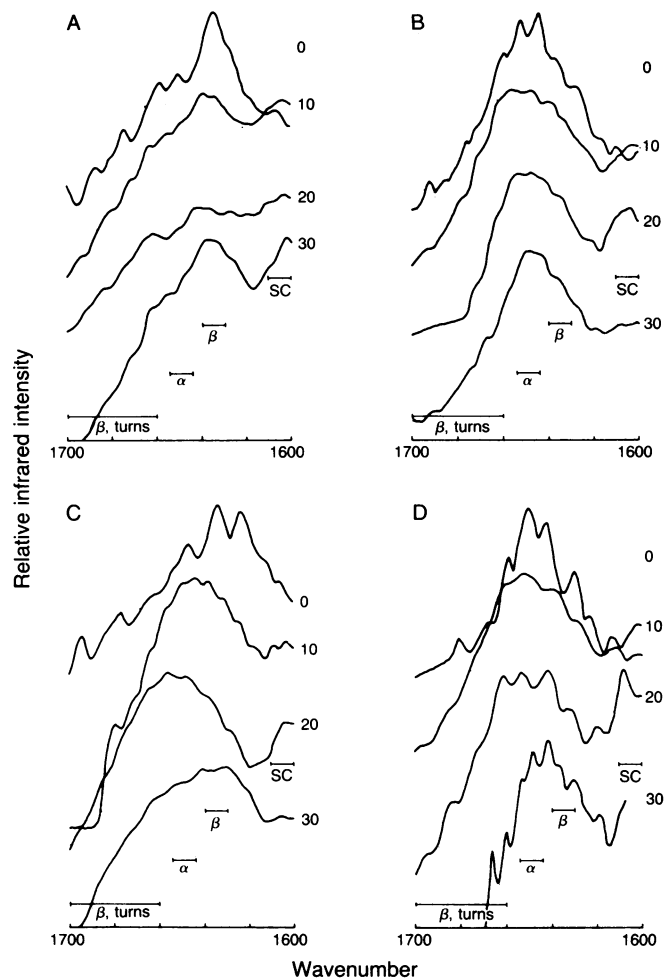 A
0
10
20
30
SC
β
α
β, turns
1700
1600
B
0
10
20
SC
30
β
α
β, turns
1700
1600
Relative infrared intensity
C
0
10
20
SC
30
β
α
β, turns
1700
1600
D
0
10
20
SC
30
β
α
β, turns
1700
1600
Wavenumber